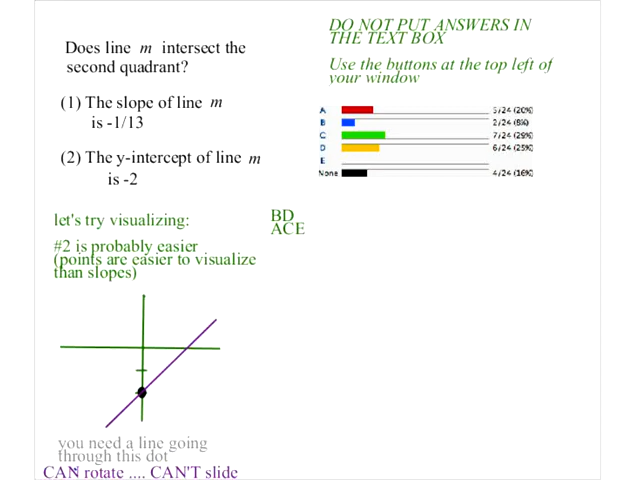 Does line m intersect the
second quadrant?
(1) The slope of line m
is -1/13
(2) The y-intercept of line m
is -2
let's try visualizing:
#2 is probably easier
(points are easier to visualize
than slopes)
BD
ACE
you need a line going
through this dot
CAN rotate .... CAN'T slide
DO NOT PUT ANSWERS IN
THE TEXT BOX
Use the buttons at the top left of
your window
A 5/24 (20%)
B 2/24 (8%)
C 7/24 (29%)
D 6/24 (25%)
E
None 4/24 (16%)